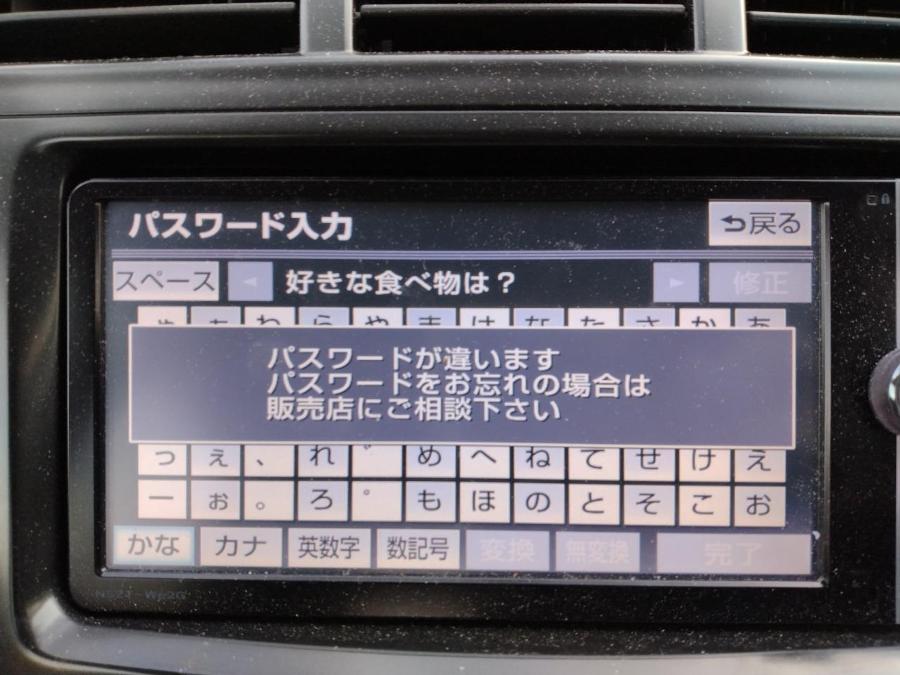 パスワード入力
戻る
スペース
好きな食べ物は?
修正
パスワードが違います
パスワードをお忘れの場合は
販売店にご相談下さい
っ ぇ 、 れ ゛ め へ ね て せ け え
ー ぉ 。 ろ ゜ も ほ の と そ こ お
かな カナ 英数字 数記号 変換 無変換 完了